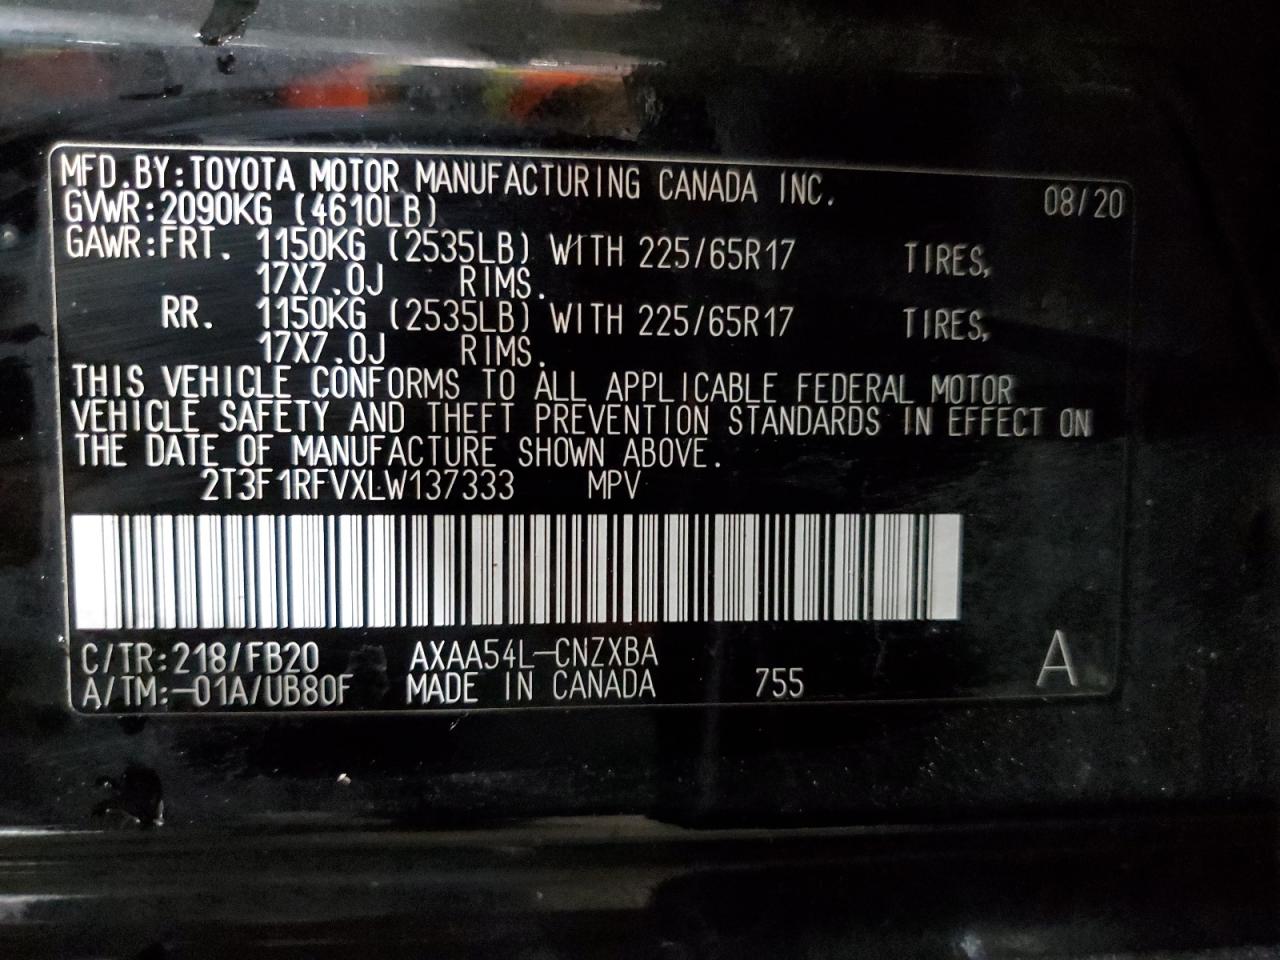 MFD.BY:TOYOTA MOTOR MANUFACTURING CANADA INC. 08/20
GVWR:2090KG (4610LB)
GAWR:FRT. 1150KG (2535LB) WITH 225/65R17 TIRES,
17X7.0J RIMS.
RR. 1150KG (2535LB) WITH 225/65R17 TIRES,
17X7.0J RIMS.
THIS VEHICLE CONFORMS TO ALL APPLICABLE FEDERAL MOTOR
VEHICLE SAFETY AND THEFT PREVENTION STANDARDS IN EFFECT ON
THE DATE OF MANUFACTURE SHOWN ABOVE.
2T3F1RFVXLW137333 MPV
C/TR:218/FB20 AXAA54L-CNZXBA A
A/TM:-01A/UB80F MADE IN CANADA 755